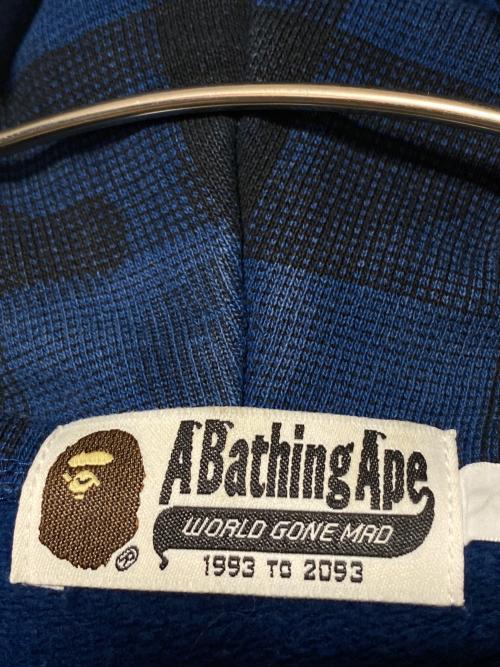 A Bathing Ape
WORLD GONE MAD
1993 TO 2093
®